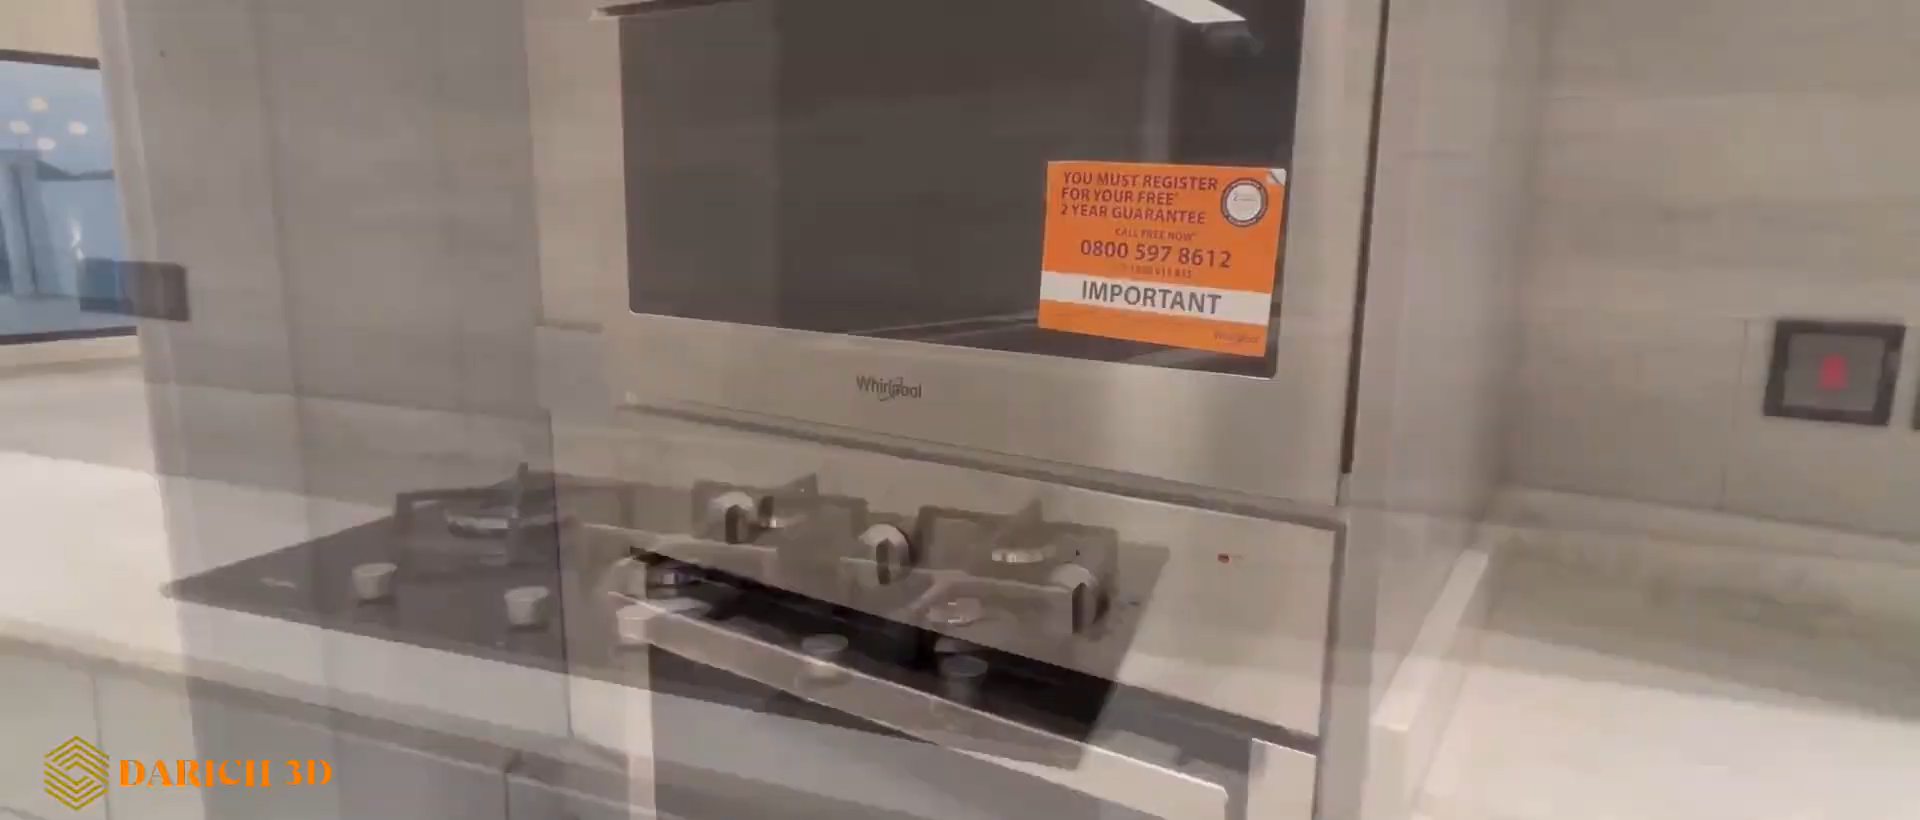 YOU MUST REGISTER
FOR YOUR FREE*
2 YEAR GUARANTEE
CALL FREE NOW*
0800 597 8612
IMPORTANT
Whirlpool
Whirlpool
DARICH 3D